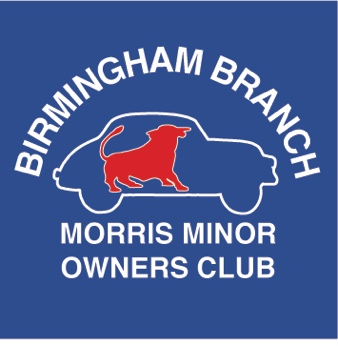 BIRMINGHAM BRANCH
MORRIS MINOR
OWNERS CLUB